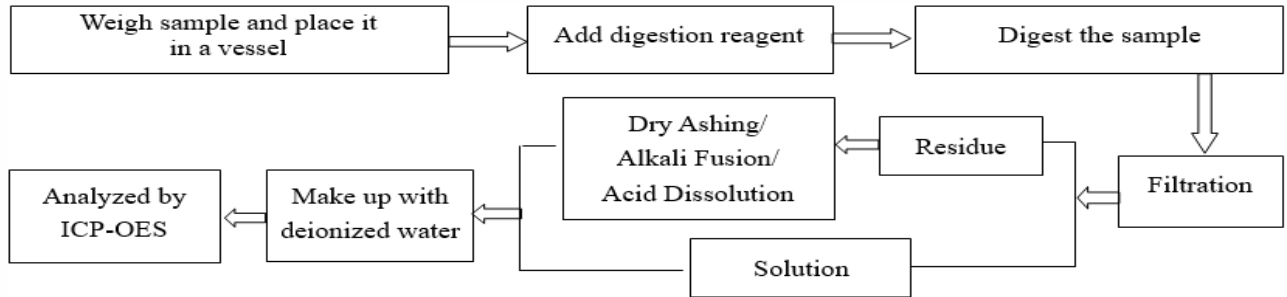 Weigh sample and place it
in a vessel
Add digestion reagent
Digest the sample
Filtration
Residue
Dry Ashing/
Alkali Fusion/
Acid Dissolution
Solution
Make up with
deionized water
Analyzed by
ICP-OES